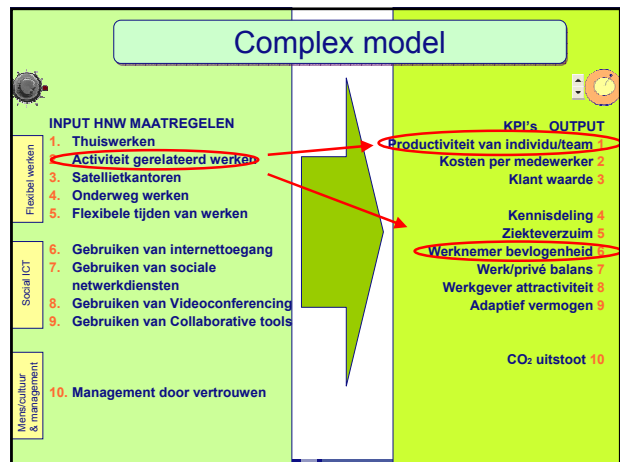 Complex model
INPUT HNW MAATREGELEN
Flexibel werken
1. Thuiswerken
Activiteit gerelateerd werken
3. Satellietkantoren
4. Onderweg werken
5. Flexibele tijden van werken
Social ICT
6. Gebruiken van internettoegang
7. Gebruiken van sociale
netwerkdiensten
8. Gebruiken van Videoconferencing
9. Gebruiken van Collaborative tools
Mens/cultuur
& management
10. Management door vertrouwen
KPI's OUTPUT
Productiviteit van individu/team 1
Kosten per medewerker 2
Klant waarde 3
Kennisdeling 4
Ziekteverzuim 5
Werknemer bevlogenheid 6
Werk/privé balans 7
Werkgever attractiviteit 8
Adaptief vermogen 9
CO₂ uitstoot 10